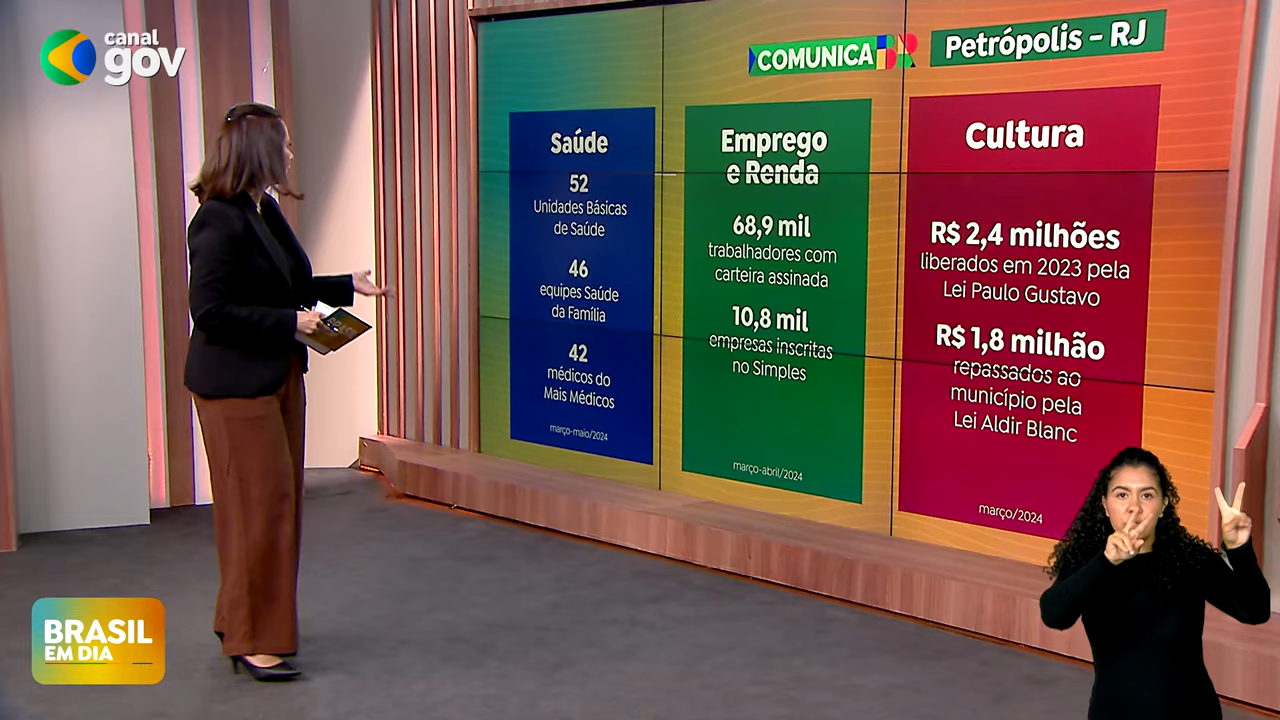 canal
gov
COMUNICABR
Petrópolis – RJ
Saúde
52
Unidades Básicas
de Saúde
46
equipes Saúde
da Família
42
médicos do
Mais Médicos
março-maio/2024
Emprego
e Renda
68,9 mil
trabalhadores com
carteira assinada
10,8 mil
empresas inscritas
no Simples
março-abril/2024
Cultura
R$ 2,4 milhões
liberados em 2023 pela
Lei Paulo Gustavo
R$ 1,8 milhão
repassados ao
município pela
Lei Aldir Blanc
março/2024
BRASIL
EM DIA